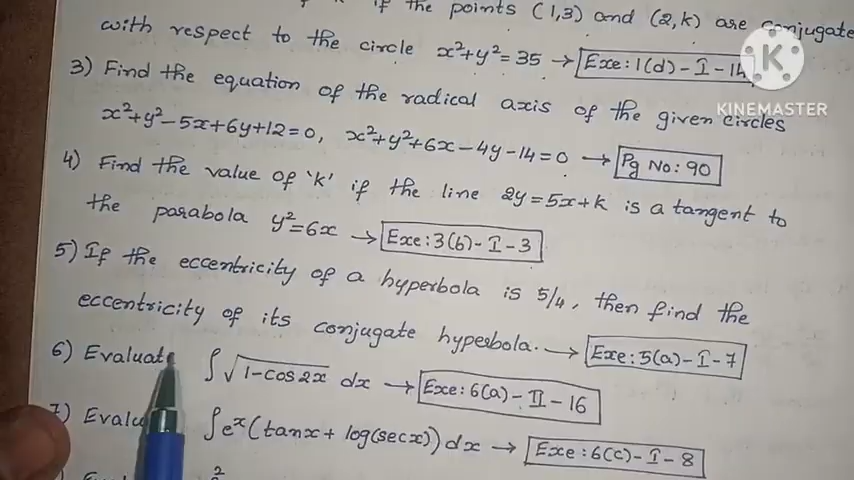 if the points (1,3) and (2,k) are conjugate
with respect to the circle x²+y²=35 → Exe: 1(d)-I-14
K
KINEMASTER
3) Find the equation of the radical axis of the given circles
x²+y²-5x+6y+12=0, x²+y²+6x-4y-14=0 → Pg No: 90
4) Find the value of 'k' if the line 2y=5x+k is a tangent to
the parabola y²=6x → Exe: 3(b)-I-3
5) If the eccentricity of a hyperbola is 5/4, then find the
eccentricity of its conjugate hyperbola. → Exe: 5(a)-I-7
6) Evaluate ∫√1-cos2x dx → Exe: 6(a)-II-16
7) Evalu ∫eˣ(tanx + log(secx)) dx → Exe: 6(c)-I-8
2